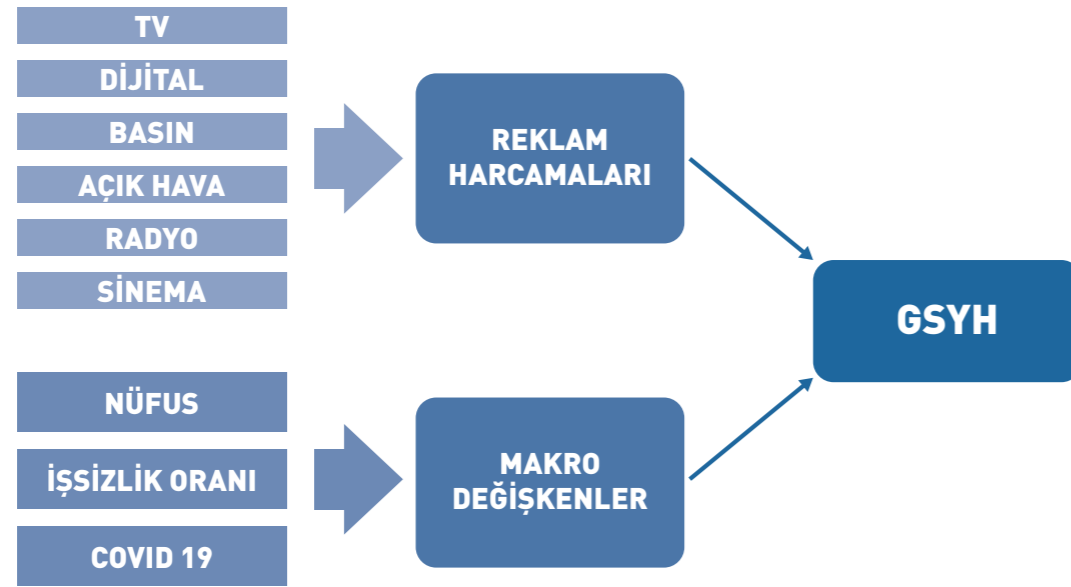 TV
DİJİTAL
BASIN
AÇIK HAVA
RADYO
SİNEMA
REKLAM
HARCAMALARI
GSYH
NÜFUS
İŞSİZLİK ORANI
COVID 19
MAKRO
DEĞİŞKENLER